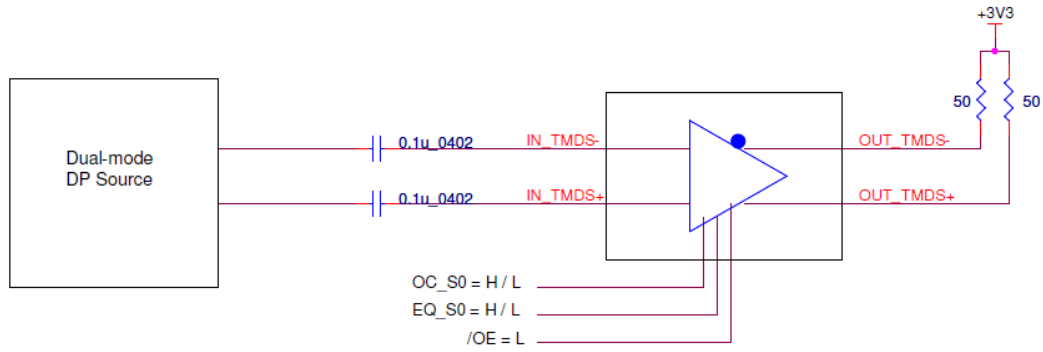 +3V3
50
50
Dual-mode
DP Source
0.1u_0402
IN_TMDS-
OUT_TMDS-
0.1u_0402
IN_TMDS+
OUT_TMDS+
OC_S0 = H / L
EQ_S0 = H / L
/OE = L